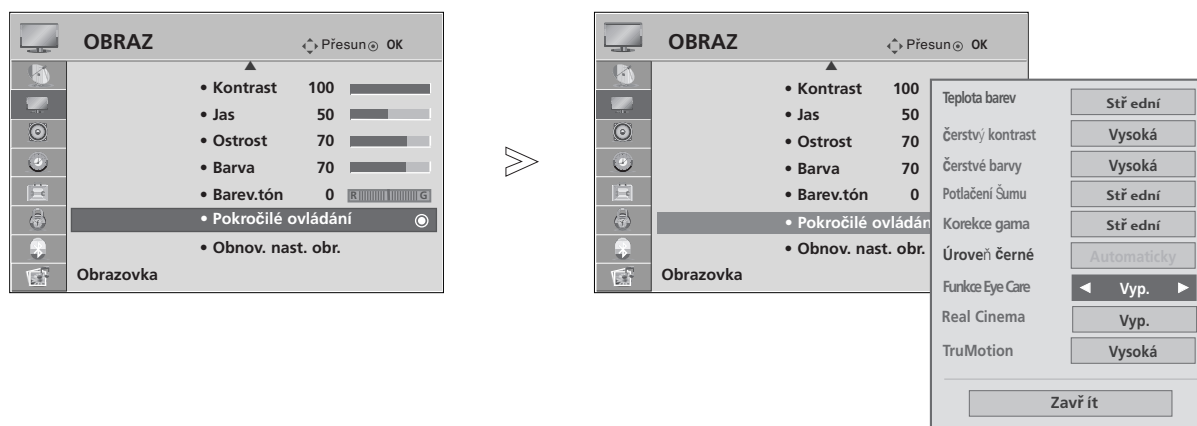 OBRAZ Přesun OK
• Kontrast 100
• Jas 50
• Ostrost 70
• Barva 70
• Barev.tón 0 R G
• Pokročilé ovládání
• Obnov. nast. obr.
Obrazovka
OBRAZ Přesun OK
• Kontrast 100
• Jas 50
• Ostrost 70
• Barva 70
• Barev.tón 0
• Pokročilé ovládán
• Obnov. nast. obr.
Obrazovka
Teplota barev Stř ední
čerstvý kontrast Vysoká
čerstvé barvy Vysoká
Potlačení Šumu Stř ední
Korekce gama Stř ední
Úroveň černé Automaticky
Funkce Eye Care ◀ Vyp. ▶
Real Cinema Vyp.
TruMotion Vysoká
Zavř ít